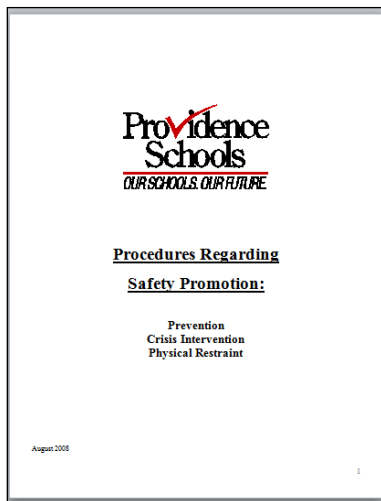 Providence
Schools
OUR SCHOOLS. OUR FUTURE.
Procedures Regarding
Safety Promotion:
Prevention
Crisis Intervention
Physical Restraint
August 2008
1